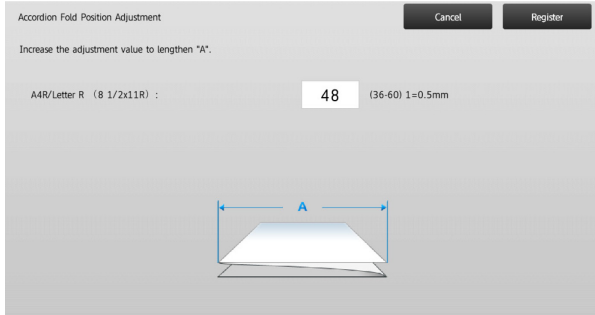 Accordion Fold Position Adjustment
Cancel
Register
Increase the adjustment value to lengthen "A".
A4R/Letter R （8 1/2x11R）: 48 (36-60) 1=0.5mm
A